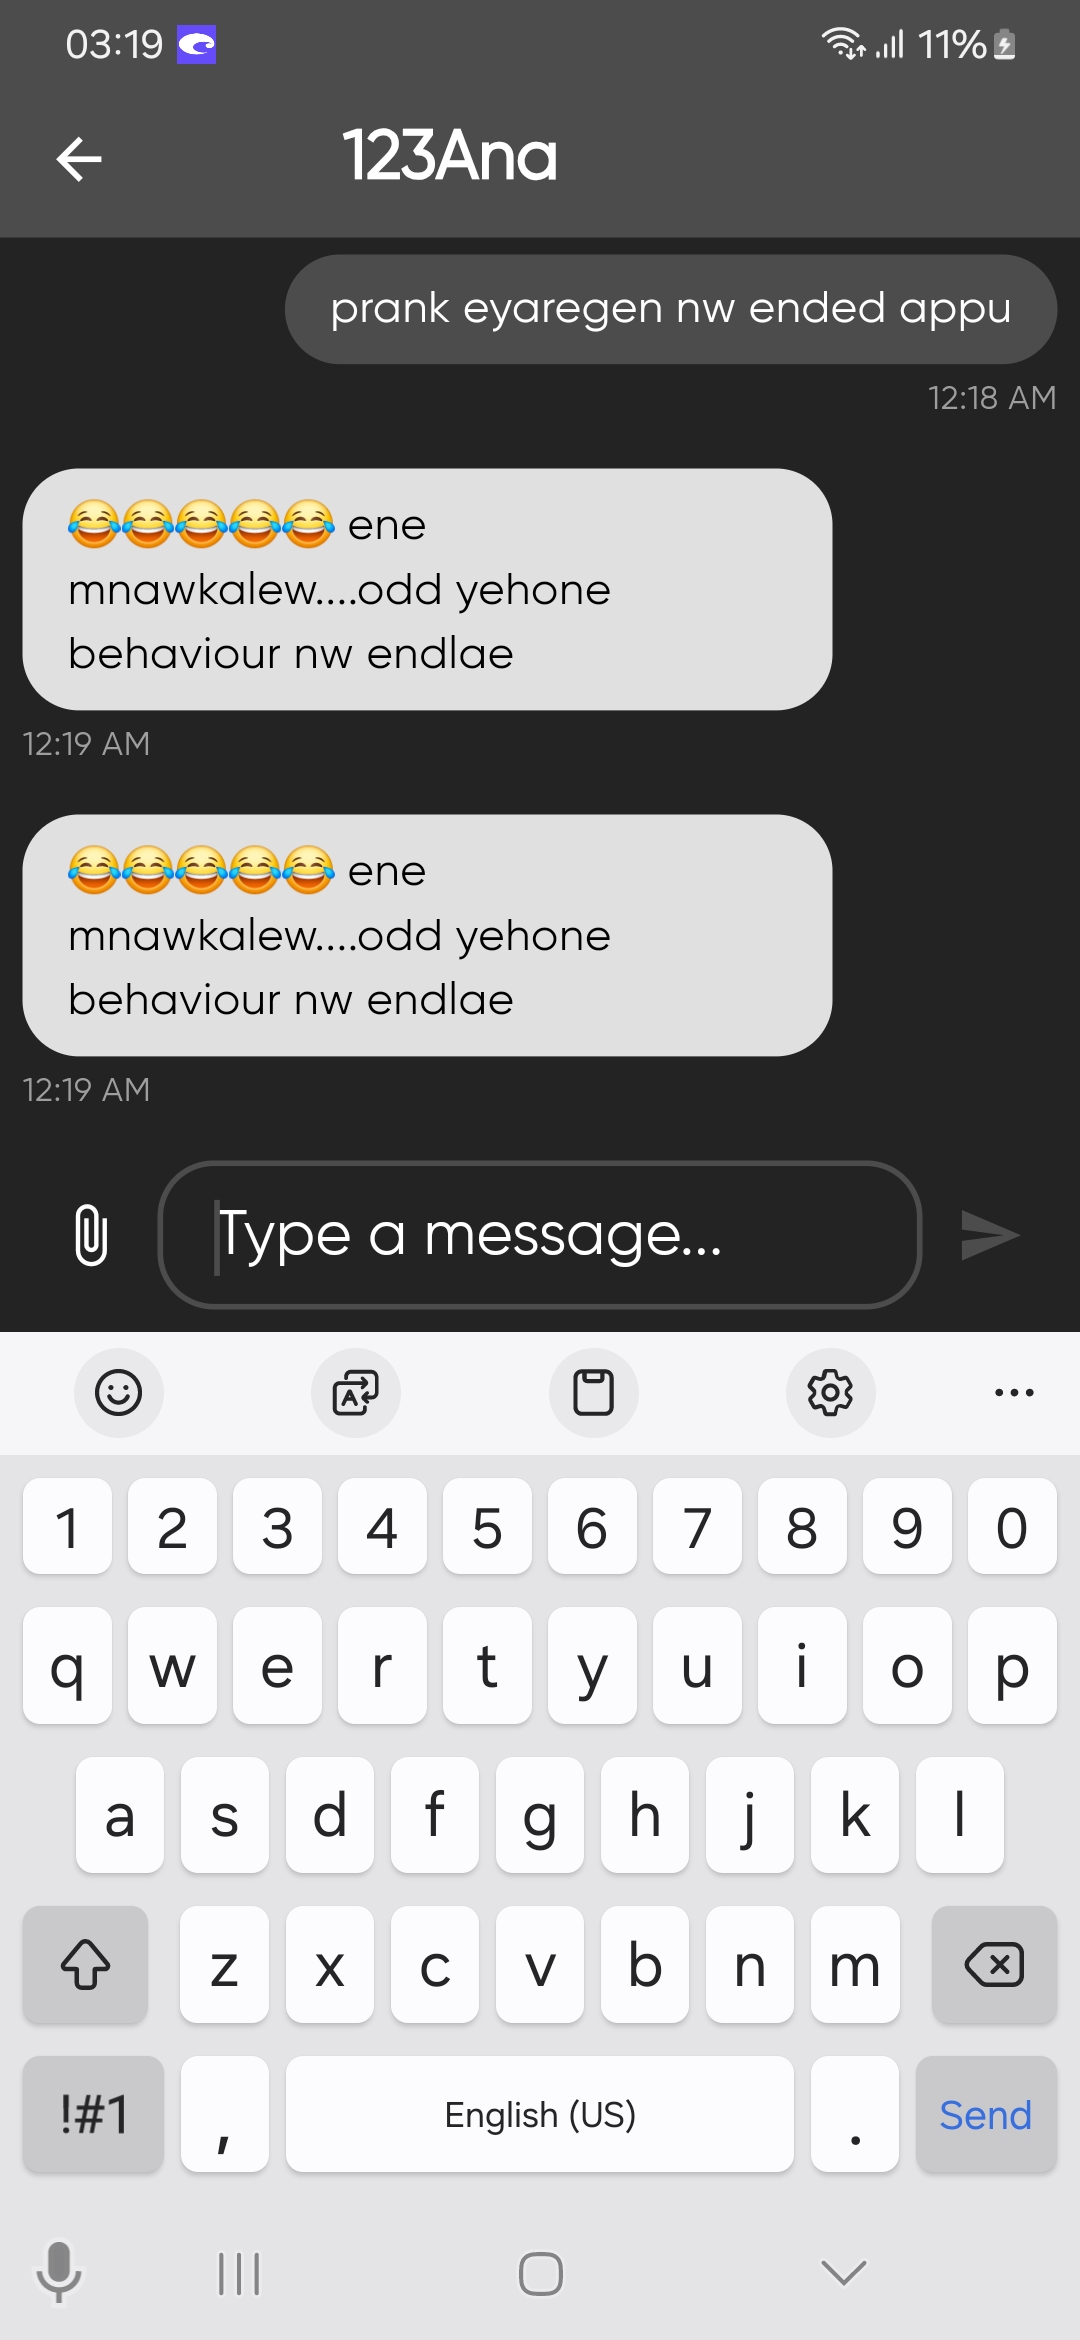 03:19
11%
123Ana
prank eyaregen nw ended appu
12:18 AM
😂😂😂😂😂 ene
mnawkalew....odd yehone
behaviour nw endlae
12:19 AM
😂😂😂😂😂 ene
mnawkalew....odd yehone
behaviour nw endlae
12:19 AM
Type a message...
1 2 3 4 5 6 7 8 9 0
q w e r t y u i o p
a s d f g h j k l
z x c v b n m
!#1 , English (US) . Send